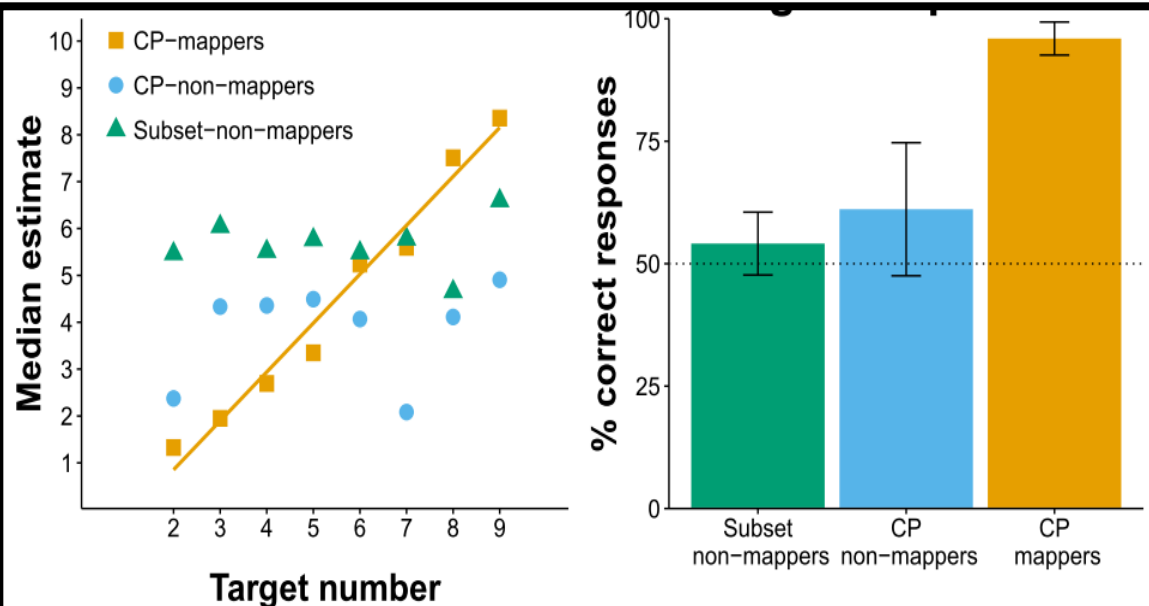 10
9
8
7
6
5
4
3
2
1
Median estimate
CP-mappers
CP-non-mappers
Subset-non-mappers
2 3 4 5 6 7 8 9
Target number
100
75
50
25
0
% correct responses
Subset
non-mappers
CP
non-mappers
CP
mappers